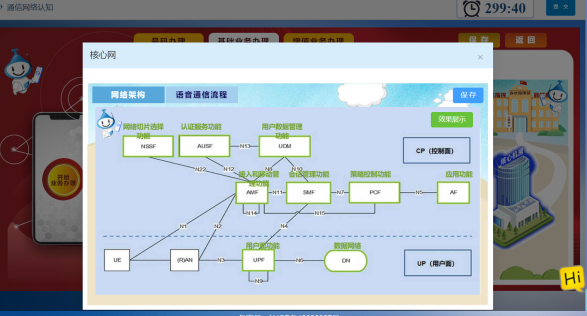 通信网络认知
299:40
号码办理
基础业务办理
增值业务办理
保存
返回
核心网
×
网络架构
语音通信流程
保存
效果展示
网络切片选择
功能
认证服务功能
用户数据管理
功能
NSSF
AUSF
N13
UDM
CP（控制面）
N22
N12
N8
N10
接入和移动管
理功能
会话管理功能
策略控制功能
应用功能
AMF
N11
SMF
N7
PCF
N5
AF
N14
N15
N1
N2
N4
用户面功能
数据网络
UE
(R)AN
N3
UPF
N6
DN
UP（用户面）
N9
开始
业务办理
Hi